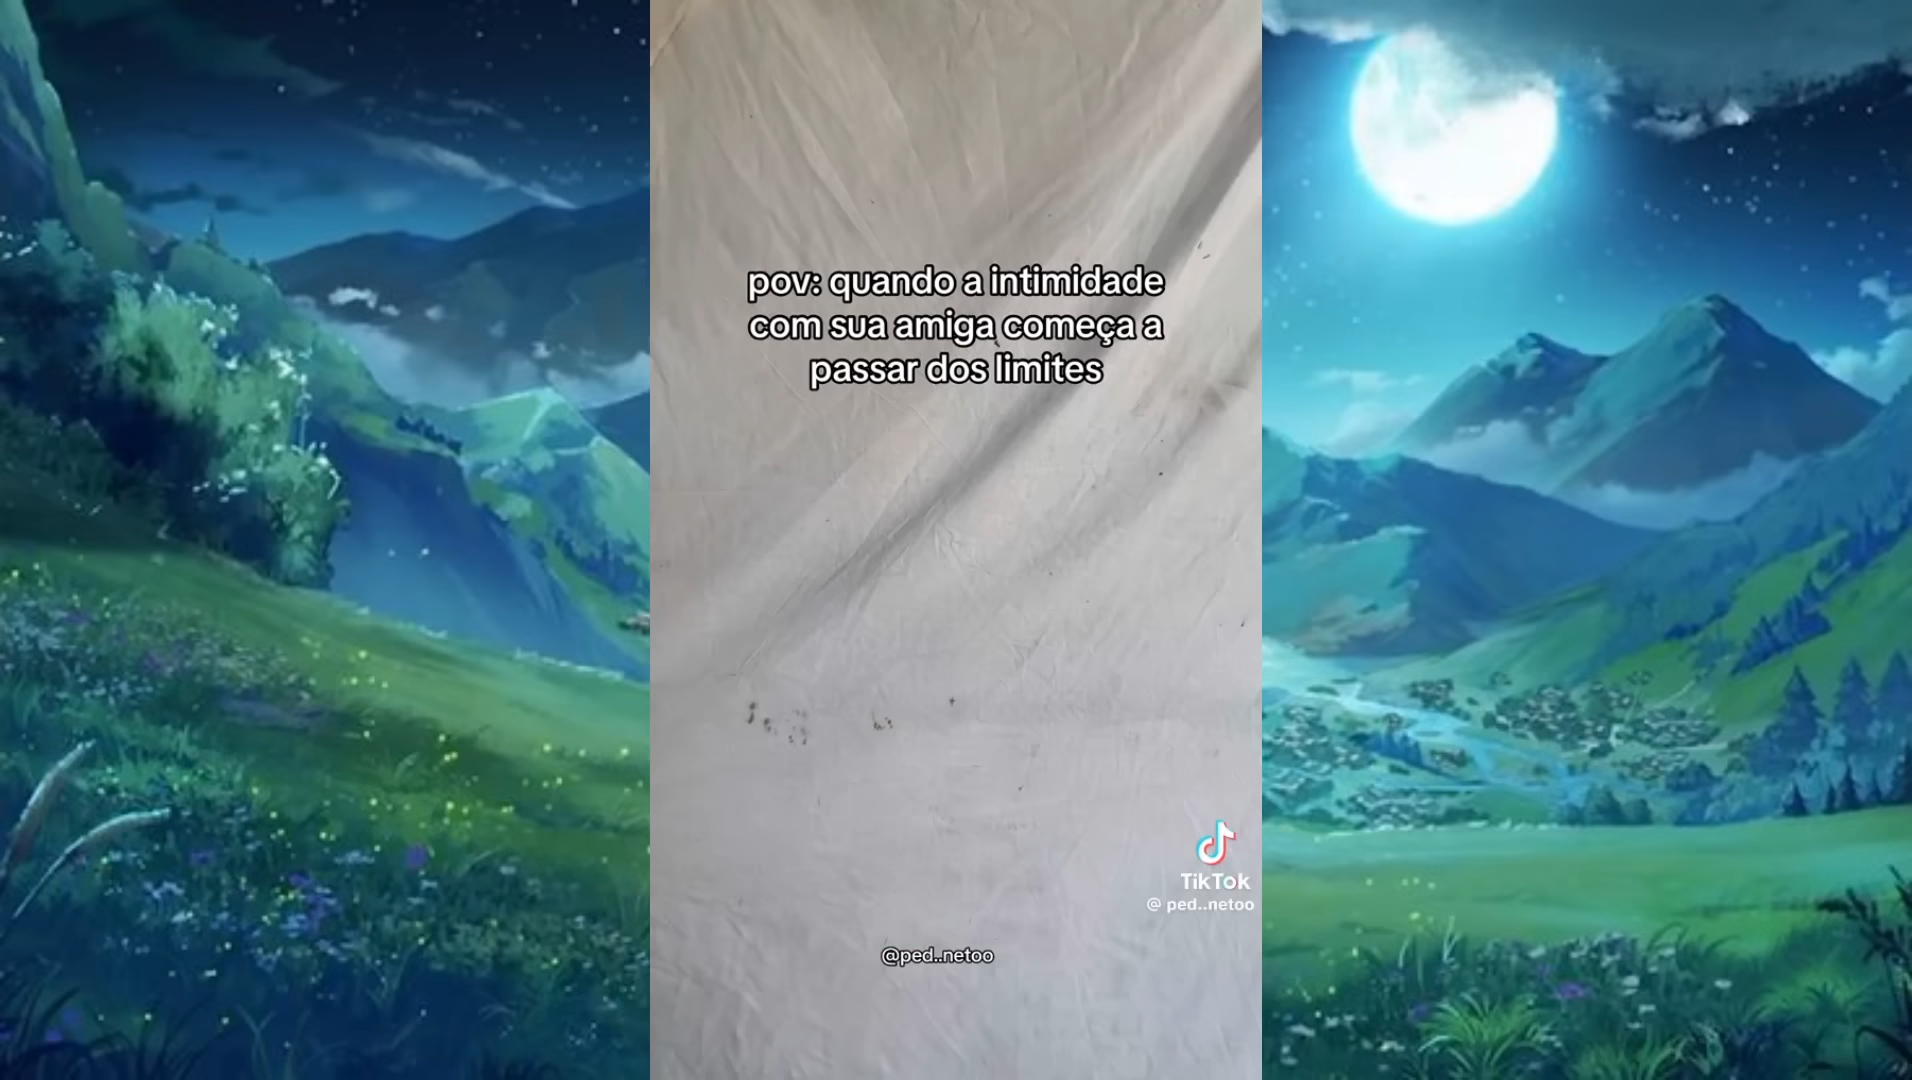 pov: quando a intimidade
com sua amiga começa a
passar dos limites
TikTok
@ ped..netoo
@ped..netoo